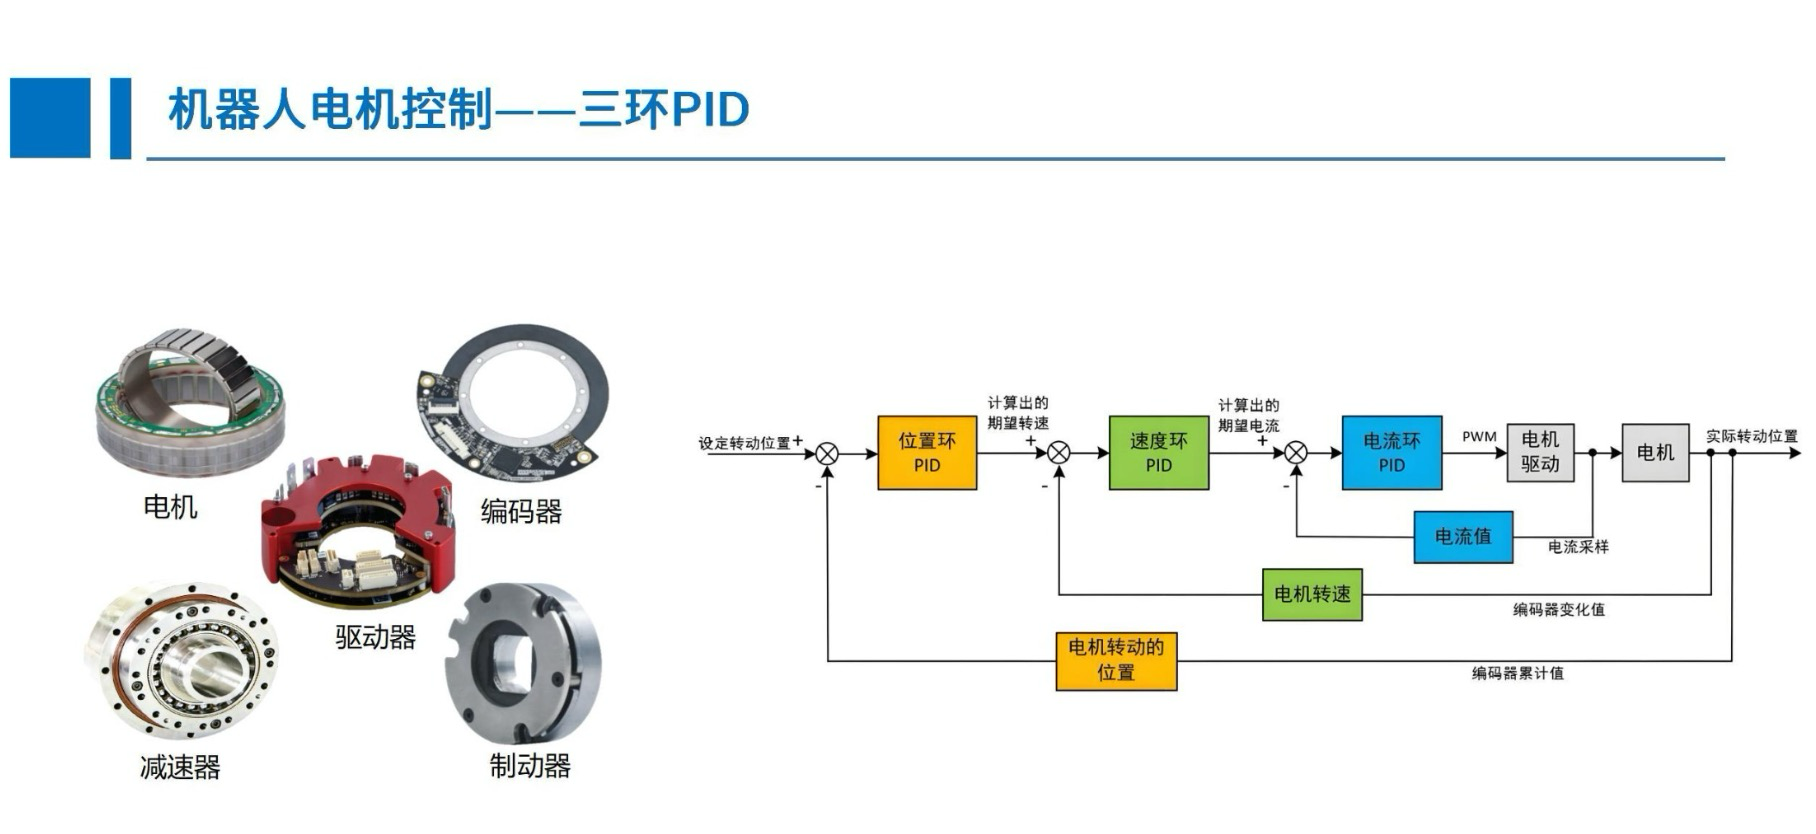 机器人电机控制——三环PID
电机
编码器
驱动器
减速器
制动器
设定转动位置+
-
位置环
PID
计算出的
期望转速
+
-
速度环
PID
计算出的
期望电流
+
-
电流环
PID
PWM
电机
驱动
电机
实际转动位置
电流值
电流采样
电机转速
编码器变化值
电机转动的
位置
编码器累计值